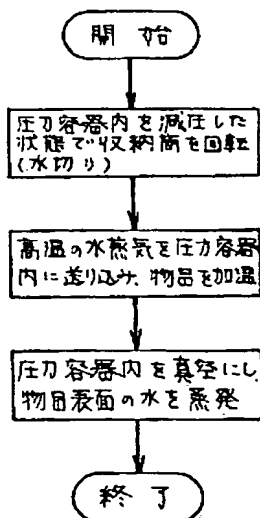 開始
圧力容器内を減圧した
状態で収納筒を回転
(水切り)
高温の水蒸気を圧力容器
内に送り込み、物品を加温
圧力容器内を真空にし、
物品表面の水を蒸発
終了